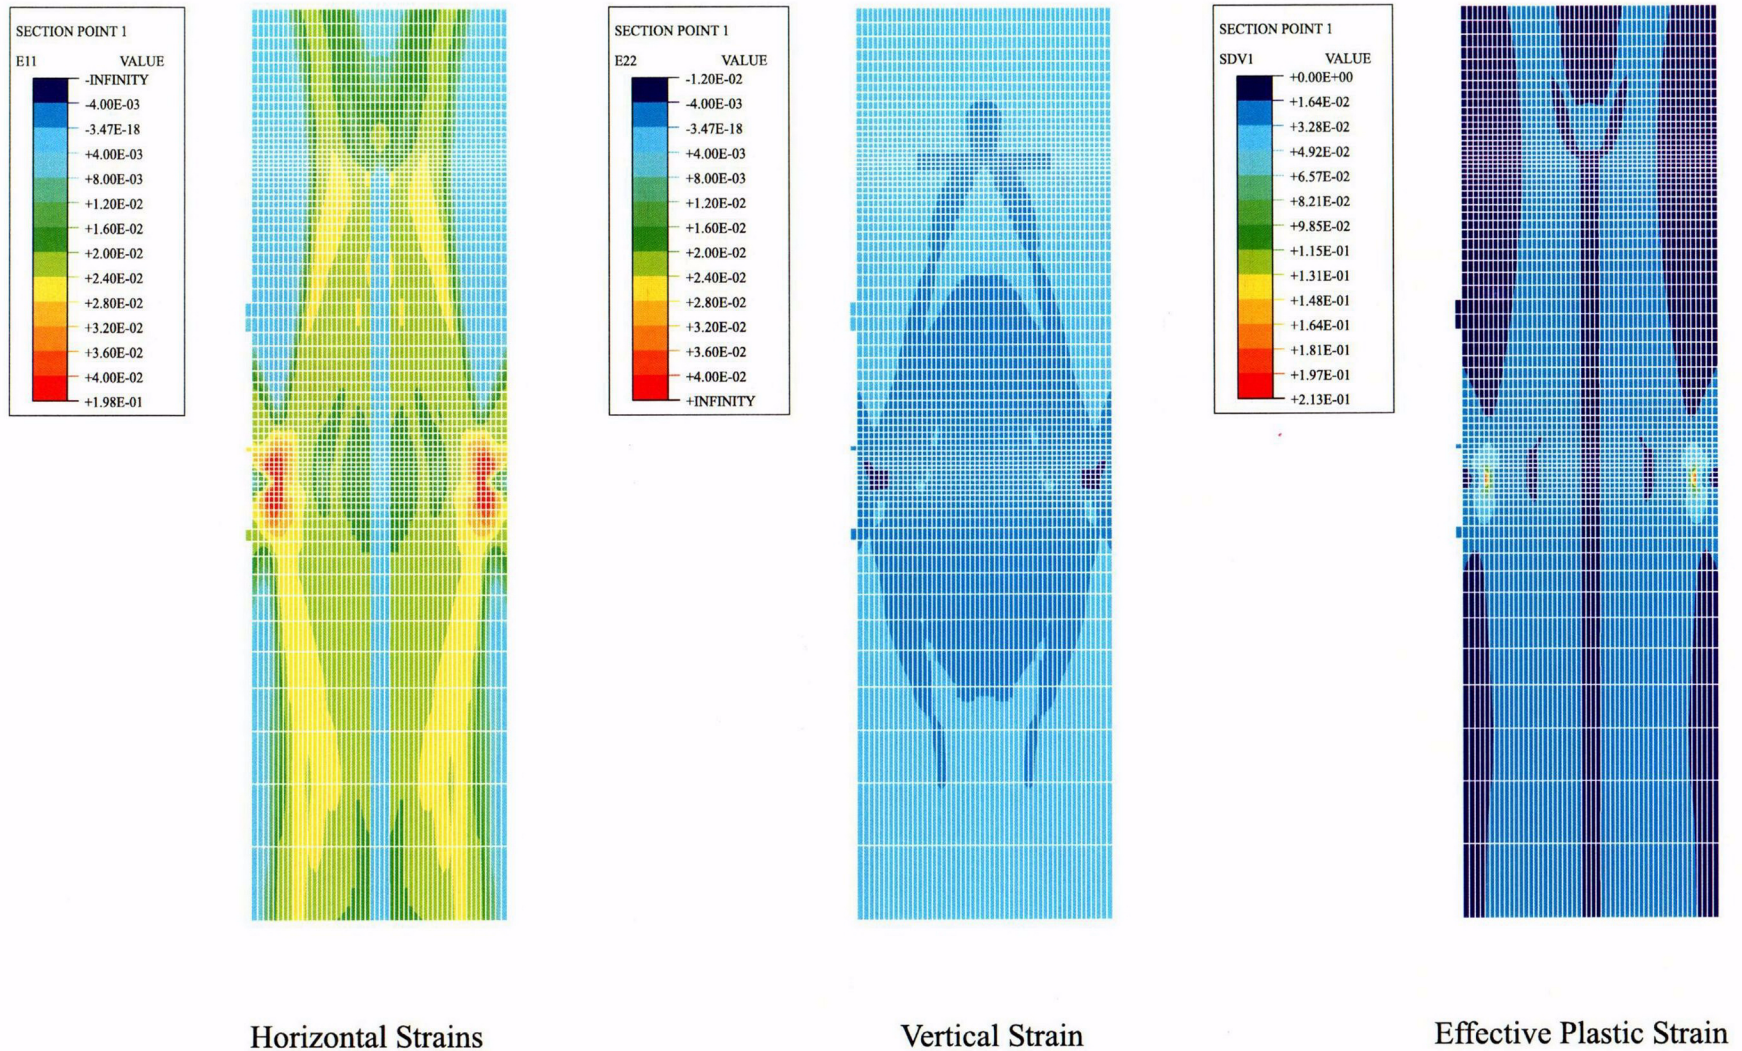 SECTION POINT 1
E11 VALUE
-INFINITY
-4.00E-03
-3.47E-18
+4.00E-03
+8.00E-03
+1.20E-02
+1.60E-02
+2.00E-02
+2.40E-02
+2.80E-02
+3.20E-02
+3.60E-02
+4.00E-02
+1.98E-01
SECTION POINT 1
E22 VALUE
-1.20E-02
-4.00E-03
-3.47E-18
+4.00E-03
+8.00E-03
+1.20E-02
+1.60E-02
+2.00E-02
+2.40E-02
+2.80E-02
+3.20E-02
+3.60E-02
+4.00E-02
+INFINITY
SECTION POINT 1
SDV1 VALUE
+0.00E+00
+1.64E-02
+3.28E-02
+4.92E-02
+6.57E-02
+8.21E-02
+9.85E-02
+1.15E-01
+1.31E-01
+1.48E-01
+1.64E-01
+1.81E-01
+1.97E-01
+2.13E-01
Horizontal Strains
Vertical Strain
Effective Plastic Strain